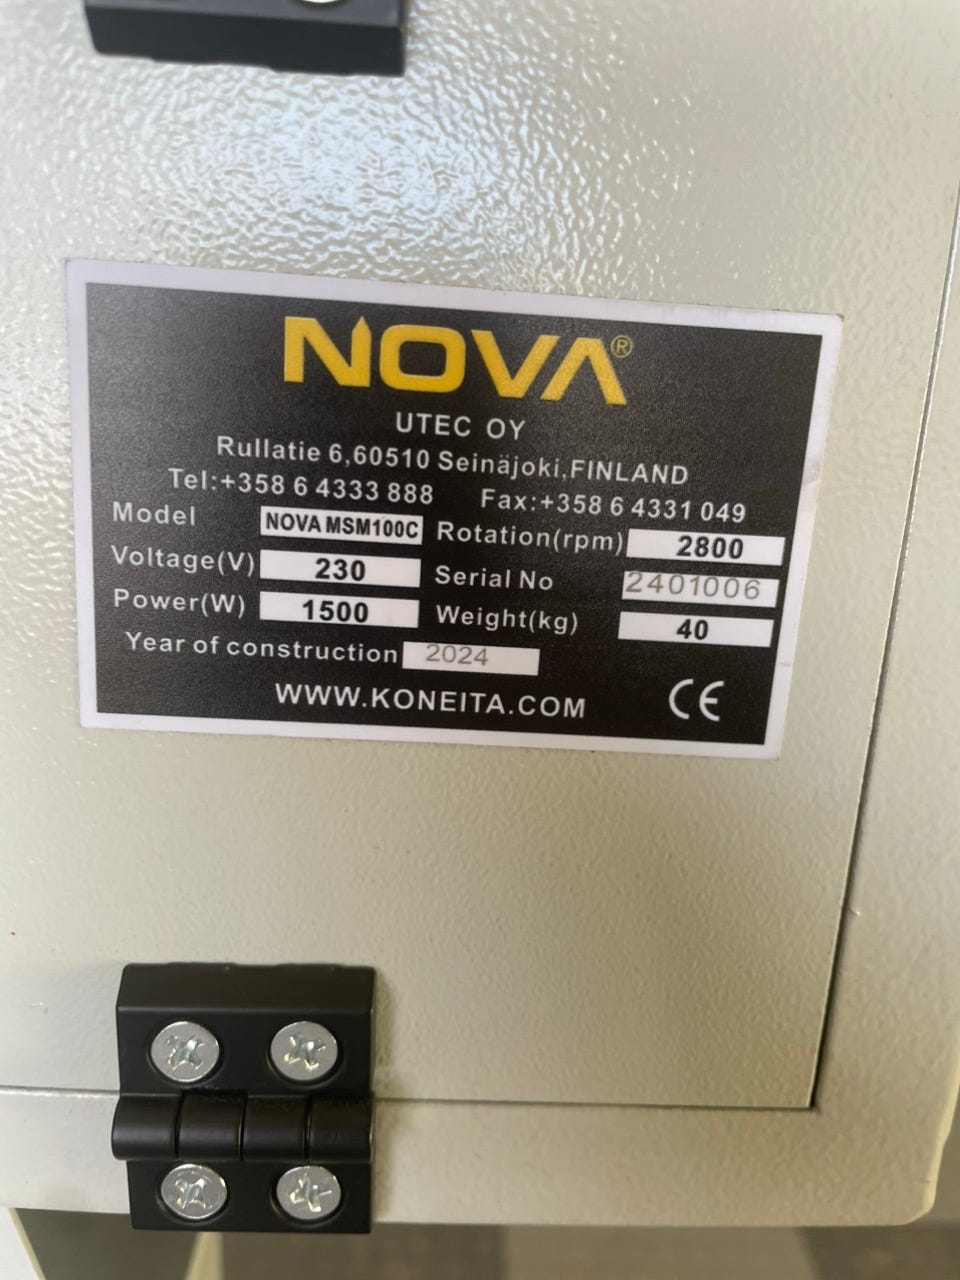 NOVA®
UTEC OY
Rullatie 6,60510 Seinäjoki,FINLAND
Tel:+358 6 4333 888 Fax:+358 6 4331 049
Model NOVA MSM100C Rotation(rpm) 2800
Voltage(V) 230 Serial No 2401006
Power(W) 1500 Weight(kg) 40
Year of construction 2024
WWW.KONEITA.COM CE